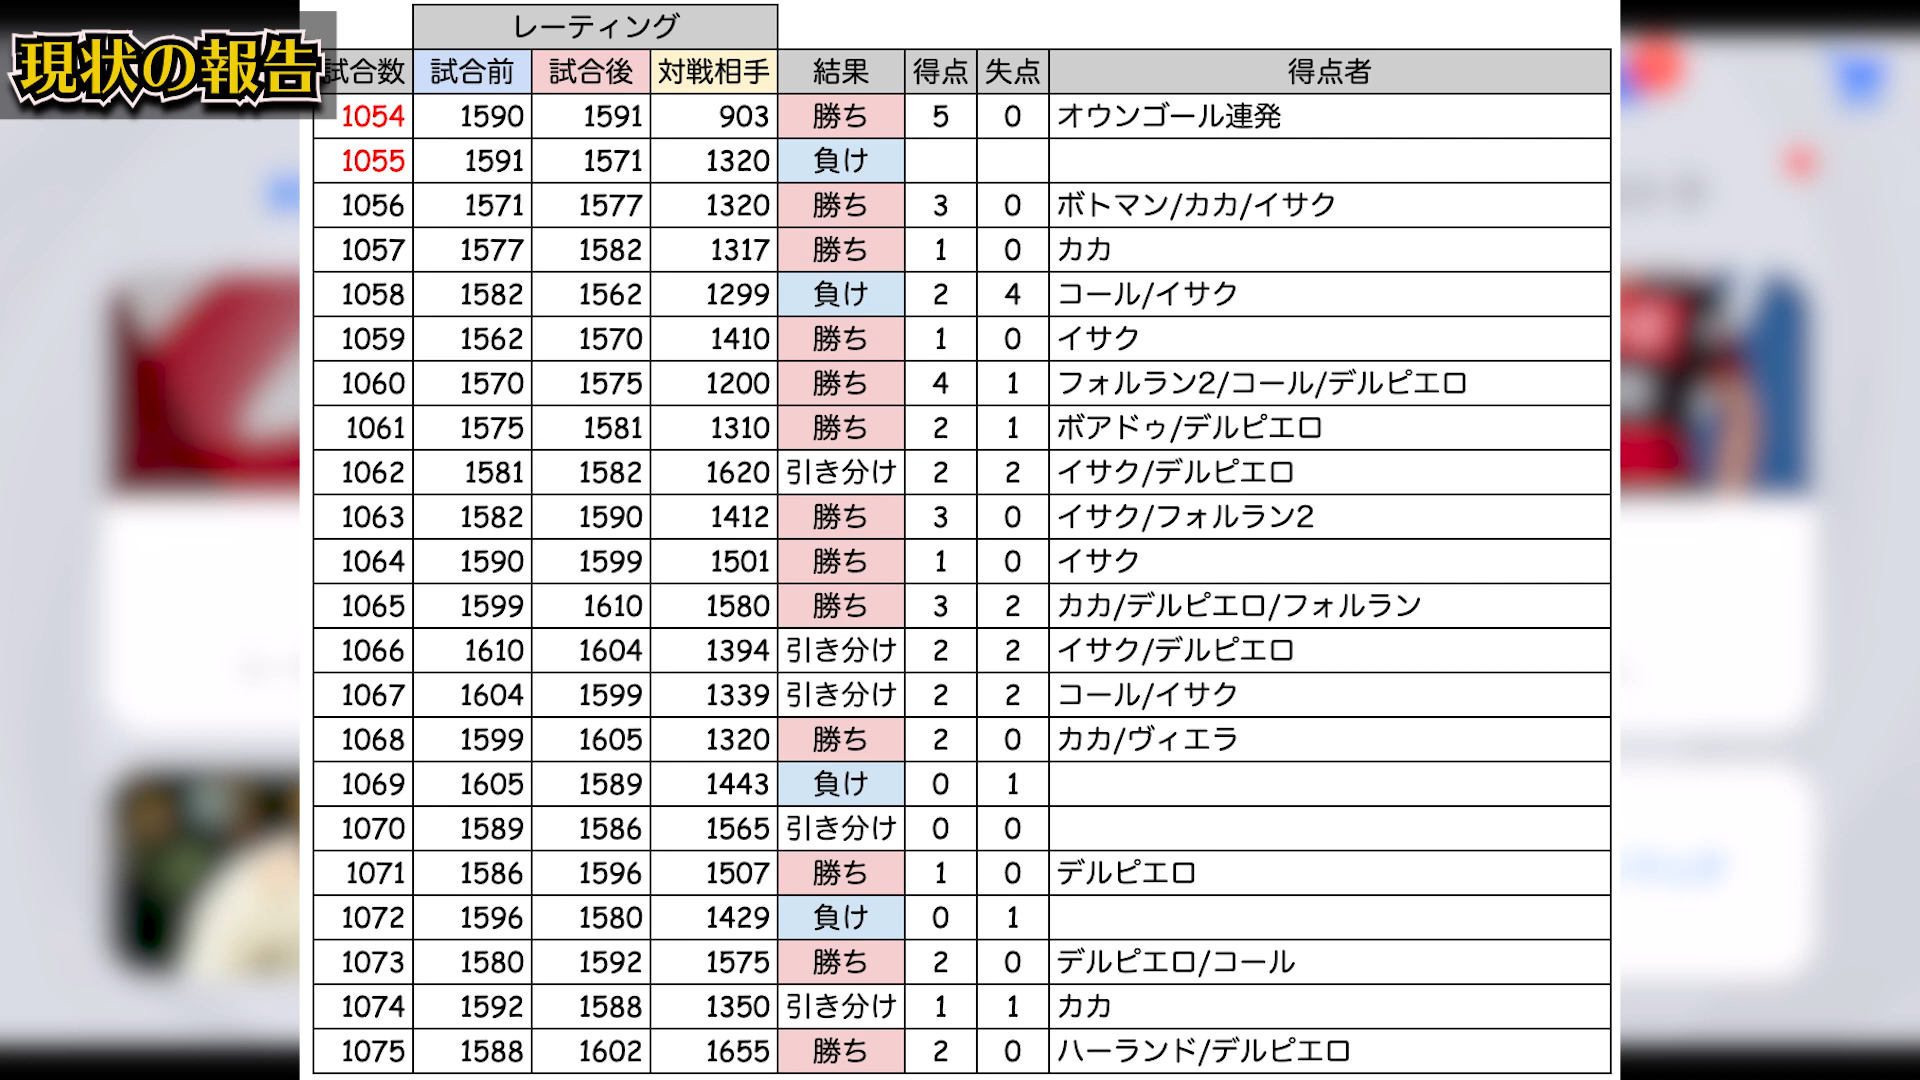 現状の報告
レーティング
試合数 試合前 試合後 対戦相手 結果 得点 失点 得点者
1054 1590 1591 903 勝ち 5 0 オウンゴール連発
1055 1591 1571 1320 負け
1056 1571 1577 1320 勝ち 3 0 ボトマン/カカ/イサク
1057 1577 1582 1317 勝ち 1 0 カカ
1058 1582 1562 1299 負け 2 4 コール/イサク
1059 1562 1570 1410 勝ち 1 0 イサク
1060 1570 1575 1200 勝ち 4 1 フォルラン2/コール/デルピエロ
1061 1575 1581 1310 勝ち 2 1 ボアドゥ/デルピエロ
1062 1581 1582 1620 引き分け 2 2 イサク/デルピエロ
1063 1582 1590 1412 勝ち 3 0 イサク/フォルラン2
1064 1590 1599 1501 勝ち 1 0 イサク
1065 1599 1610 1580 勝ち 3 2 カカ/デルピエロ/フォルラン
1066 1610 1604 1394 引き分け 2 2 イサク/デルピエロ
1067 1604 1599 1339 引き分け 2 2 コール/イサク
1068 1599 1605 1320 勝ち 2 0 カカ/ヴィエラ
1069 1605 1589 1443 負け 0 1
1070 1589 1586 1565 引き分け 0 0
1071 1586 1596 1507 勝ち 1 0 デルピエロ
1072 1596 1580 1429 負け 0 1
1073 1580 1592 1575 勝ち 2 0 デルピエロ/コール
1074 1592 1588 1350 引き分け 1 1 カカ
1075 1588 1602 1655 勝ち 2 0 ハーランド/デルピエロ